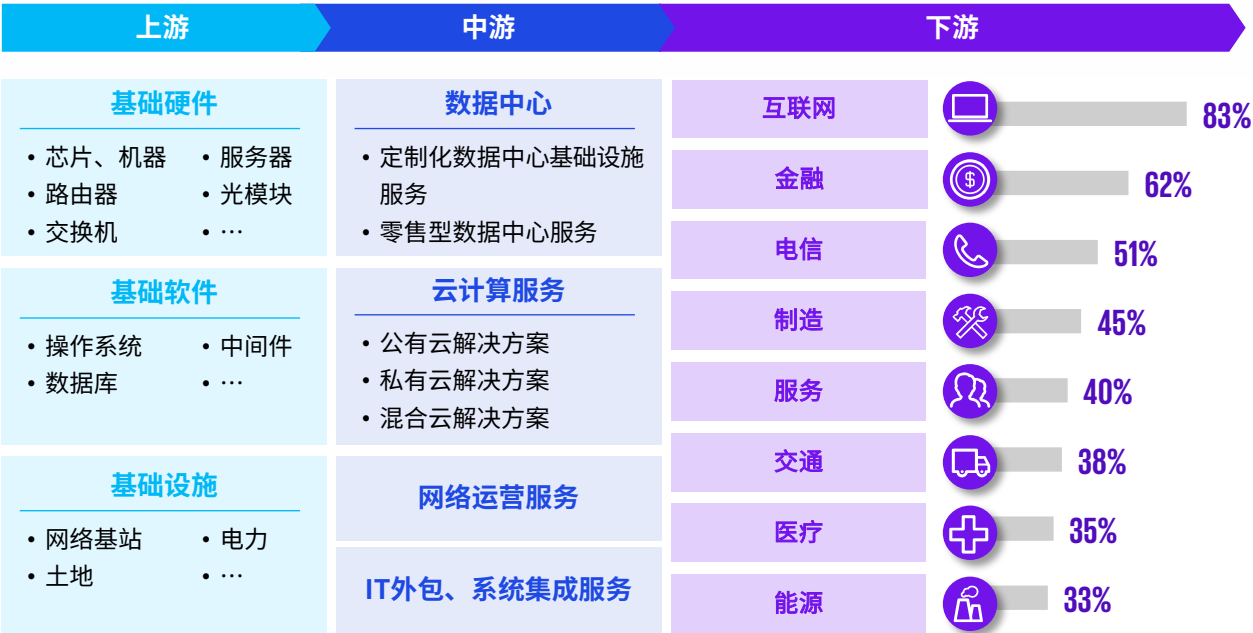 上游
中游
下游
基础硬件
• 芯片、机器
• 服务器
• 路由器
• 光模块
• 交换机
• …
基础软件
• 操作系统
• 中间件
• 数据库
• …
基础设施
• 网络基站
• 电力
• 土地
• …
数据中心
• 定制化数据中心基础设施
服务
• 零售型数据中心服务
云计算服务
• 公有云解决方案
• 私有云解决方案
• 混合云解决方案
网络运营服务
IT外包、系统集成服务
互联网
83%
金融
$
62%
电信
51%
制造
45%
服务
40%
交通
38%
医疗
35%
能源
33%